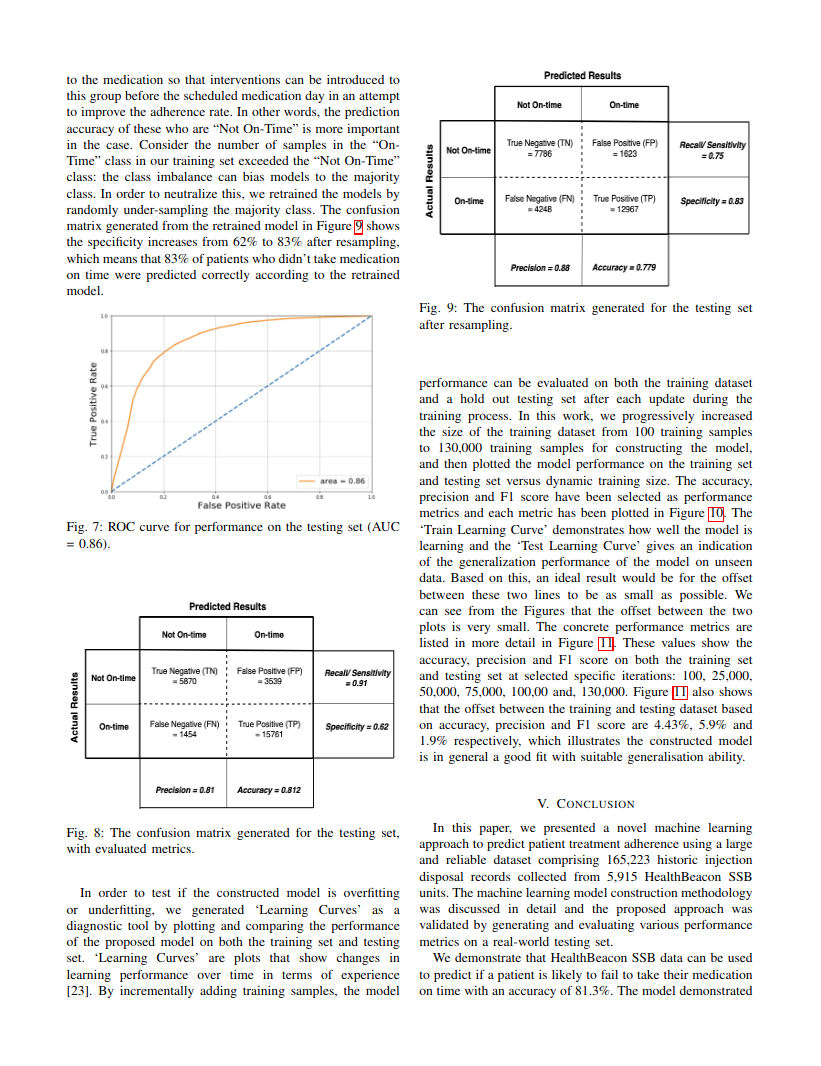 to the medication so that interventions can be introduced to
this group before the scheduled medication day in an attempt
to improve the adherence rate. In other words, the prediction
accuracy of these who are “Not On-Time” is more important
in the case. Consider the number of samples in the “On-
Time” class in our training set exceeded the “Not On-Time”
class: the class imbalance can bias models to the majority
class. In order to neutralize this, we retrained the models by
randomly under-sampling the majority class. The confusion
matrix generated from the retrained model in Figure 9 shows
the specificity increases from 62% to 83% after resampling,
which means that 83% of patients who didn’t take medication
on time were predicted correctly according to the retrained
model.
1.0
0.8
0.6
0.4
0.2
0.0
True Positive Rate
area = 0.86
0.0 0.2 0.4 0.6 0.8 1.0
False Positive Rate
Fig. 7: ROC curve for performance on the testing set (AUC
= 0.86).
Predicted Results
Not On-time On-time
Actual Results
Not On-time
True Negative (TN)
= 5870
False Positive (FP)
= 3539
Recall/ Sensitivity
= 0.91
On-time
False Negative (FN)
= 1454
True Positive (TP)
= 15761
Specificity = 0.62
Precision = 0.81 Accuracy = 0.812
Fig. 8: The confusion matrix generated for the testing set,
with evaluated metrics.
In order to test if the constructed model is overfitting
or underfitting, we generated ‘Learning Curves’ as a
diagnostic tool by plotting and comparing the performance
of the proposed model on both the training set and testing
set. ‘Learning Curves’ are plots that show changes in
learning performance over time in terms of experience
[23]. By incrementally adding training samples, the model
Predicted Results
Not On-time On-time
Actual Results
Not On-time
True Negative (TN)
= 7786
False Positive (FP)
= 1623
Recall/ Sensitivity
= 0.75
On-time
False Negative (FN)
= 4248
True Positive (TP)
= 12967
Specificity = 0.83
Precision = 0.88 Accuracy = 0.779
Fig. 9: The confusion matrix generated for the testing set
after resampling.
performance can be evaluated on both the training dataset
and a hold out testing set after each update during the
training process. In this work, we progressively increased
the size of the training dataset from 100 training samples
to 130,000 training samples for constructing the model,
and then plotted the model performance on the training set
and testing set versus dynamic training size. The accuracy,
precision and F1 score have been selected as performance
metrics and each metric has been plotted in Figure 10. The
‘Train Learning Curve’ demonstrates how well the model is
learning and the ‘Test Learning Curve’ gives an indication
of the generalization performance of the model on unseen
data. Based on this, an ideal result would be for the offset
between these two lines to be as small as possible. We
can see from the Figures that the offset between the two
plots is very small. The concrete performance metrics are
listed in more detail in Figure 11. These values show the
accuracy, precision and F1 score on both the training set
and testing set at selected specific iterations: 100, 25,000,
50,000, 75,000, 100,00 and, 130,000. Figure 11 also shows
that the offset between the training and testing dataset based
on accuracy, precision and F1 score are 4.43%, 5.9% and
1.9% respectively, which illustrates the constructed model
is in general a good fit with suitable generalisation ability.
V. CONCLUSION
In this paper, we presented a novel machine learning
approach to predict patient treatment adherence using a large
and reliable dataset comprising 165,223 historic injection
disposal records collected from 5,915 HealthBeacon SSB
units. The machine learning model construction methodology
was discussed in detail and the proposed approach was
validated by generating and evaluating various performance
metrics on a real-world testing set.
We demonstrate that HealthBeacon SSB data can be used
to predict if a patient is likely to fail to take their medication
on time with an accuracy of 81.3%. The model demonstrated